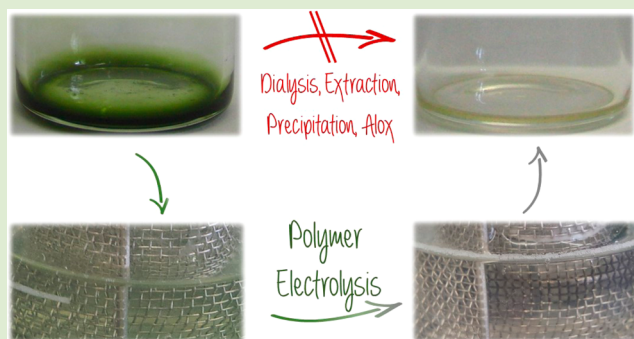 Dialysis, Extraction,
Precipitation, Alox
Polymer
Electrolysis